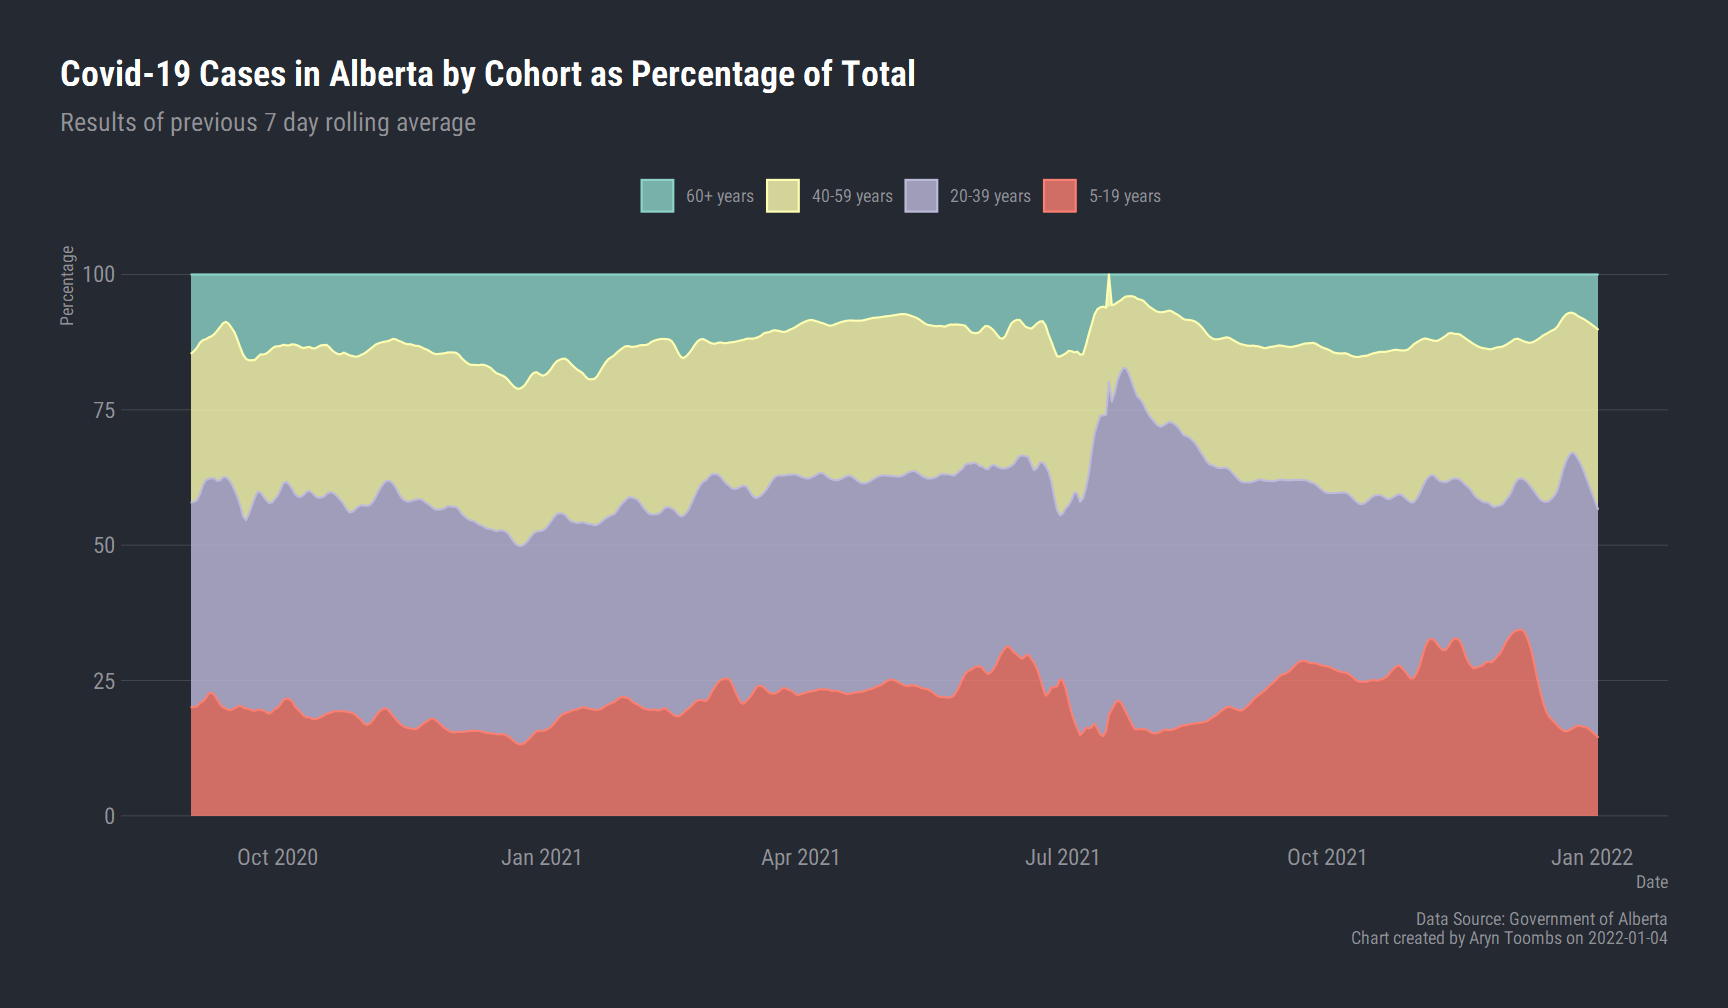 Covid-19 Cases in Alberta by Cohort as Percentage of Total
Results of previous 7 day rolling average
60+ years 40-59 years 20-39 years 5-19 years
Percentage
100
75
50
25
0
Oct 2020 Jan 2021 Apr 2021 Jul 2021 Oct 2021 Jan 2022
Date
Data Source: Government of Alberta
Chart created by Aryn Toombs on 2022-01-04